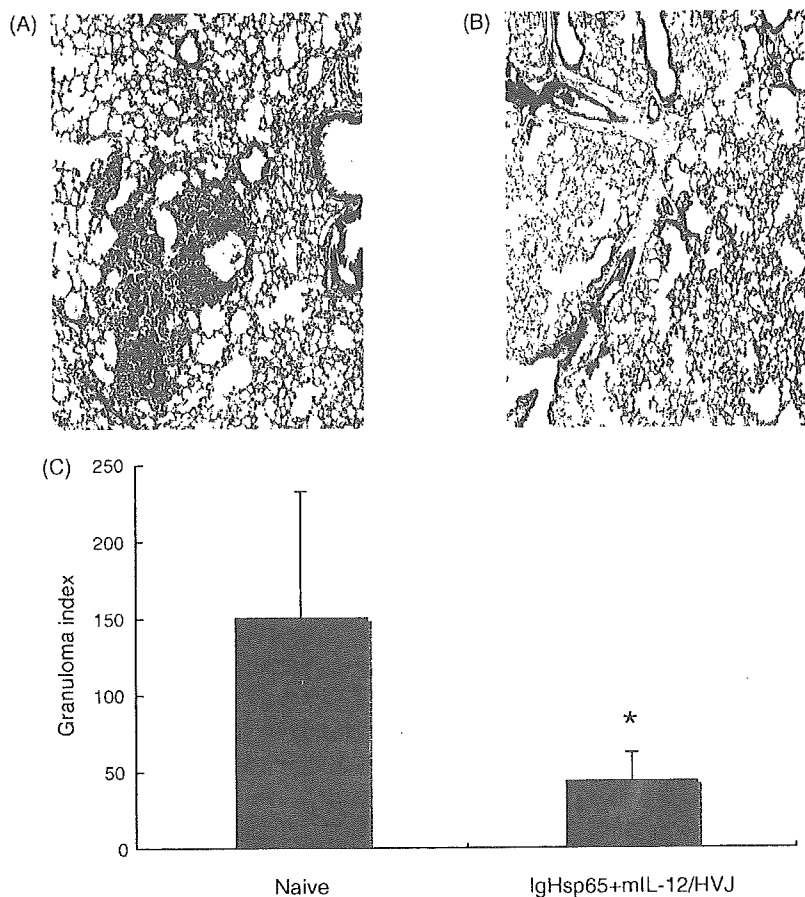 (A)
(B)
(C)
250
200
150
100
50
0
Granuloma index
*
Naive
IgHsp65+mIL-12/HVJ